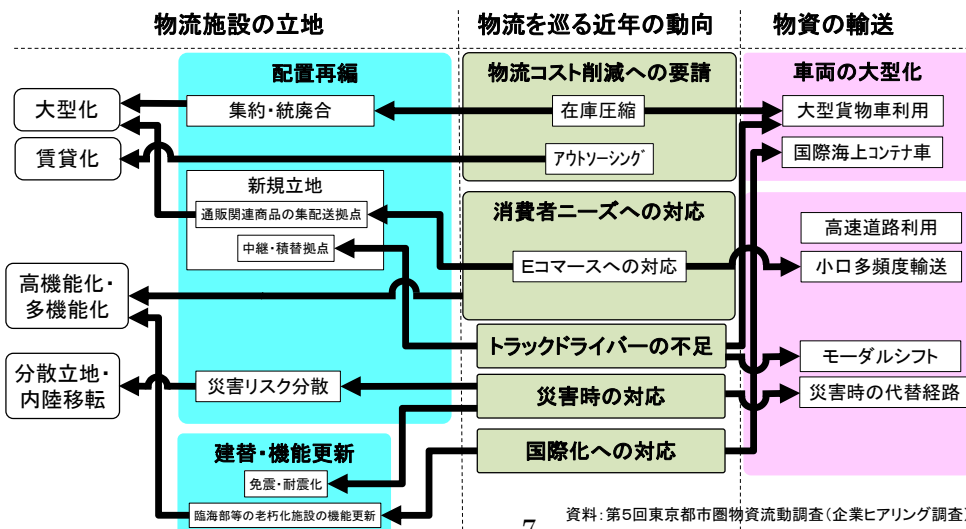 物流施設の立地
物流を巡る近年の動向
物資の輸送
配置再編
物流コスト削減への要請
車両の大型化
大型化
集約・統廃合
在庫圧縮
大型貨物車利用
賃貸化
アウトソーシング
国際海上コンテナ車
新規立地
通販関連商品の集配送拠点
消費者ニーズへの対応
高速道路利用
中継・積替拠点
Eコマースへの対応
小口多頻度輸送
高機能化・
多機能化
トラックドライバーの不足
モーダルシフト
分散立地・
内陸移転
災害リスク分散
災害時の対応
災害時の代替経路
建替・機能更新
国際化への対応
免震・耐震化
臨海部等の老朽化施設の機能更新
7
資料：第5回東京都市圏物資流動調査（企業ヒアリング調査）